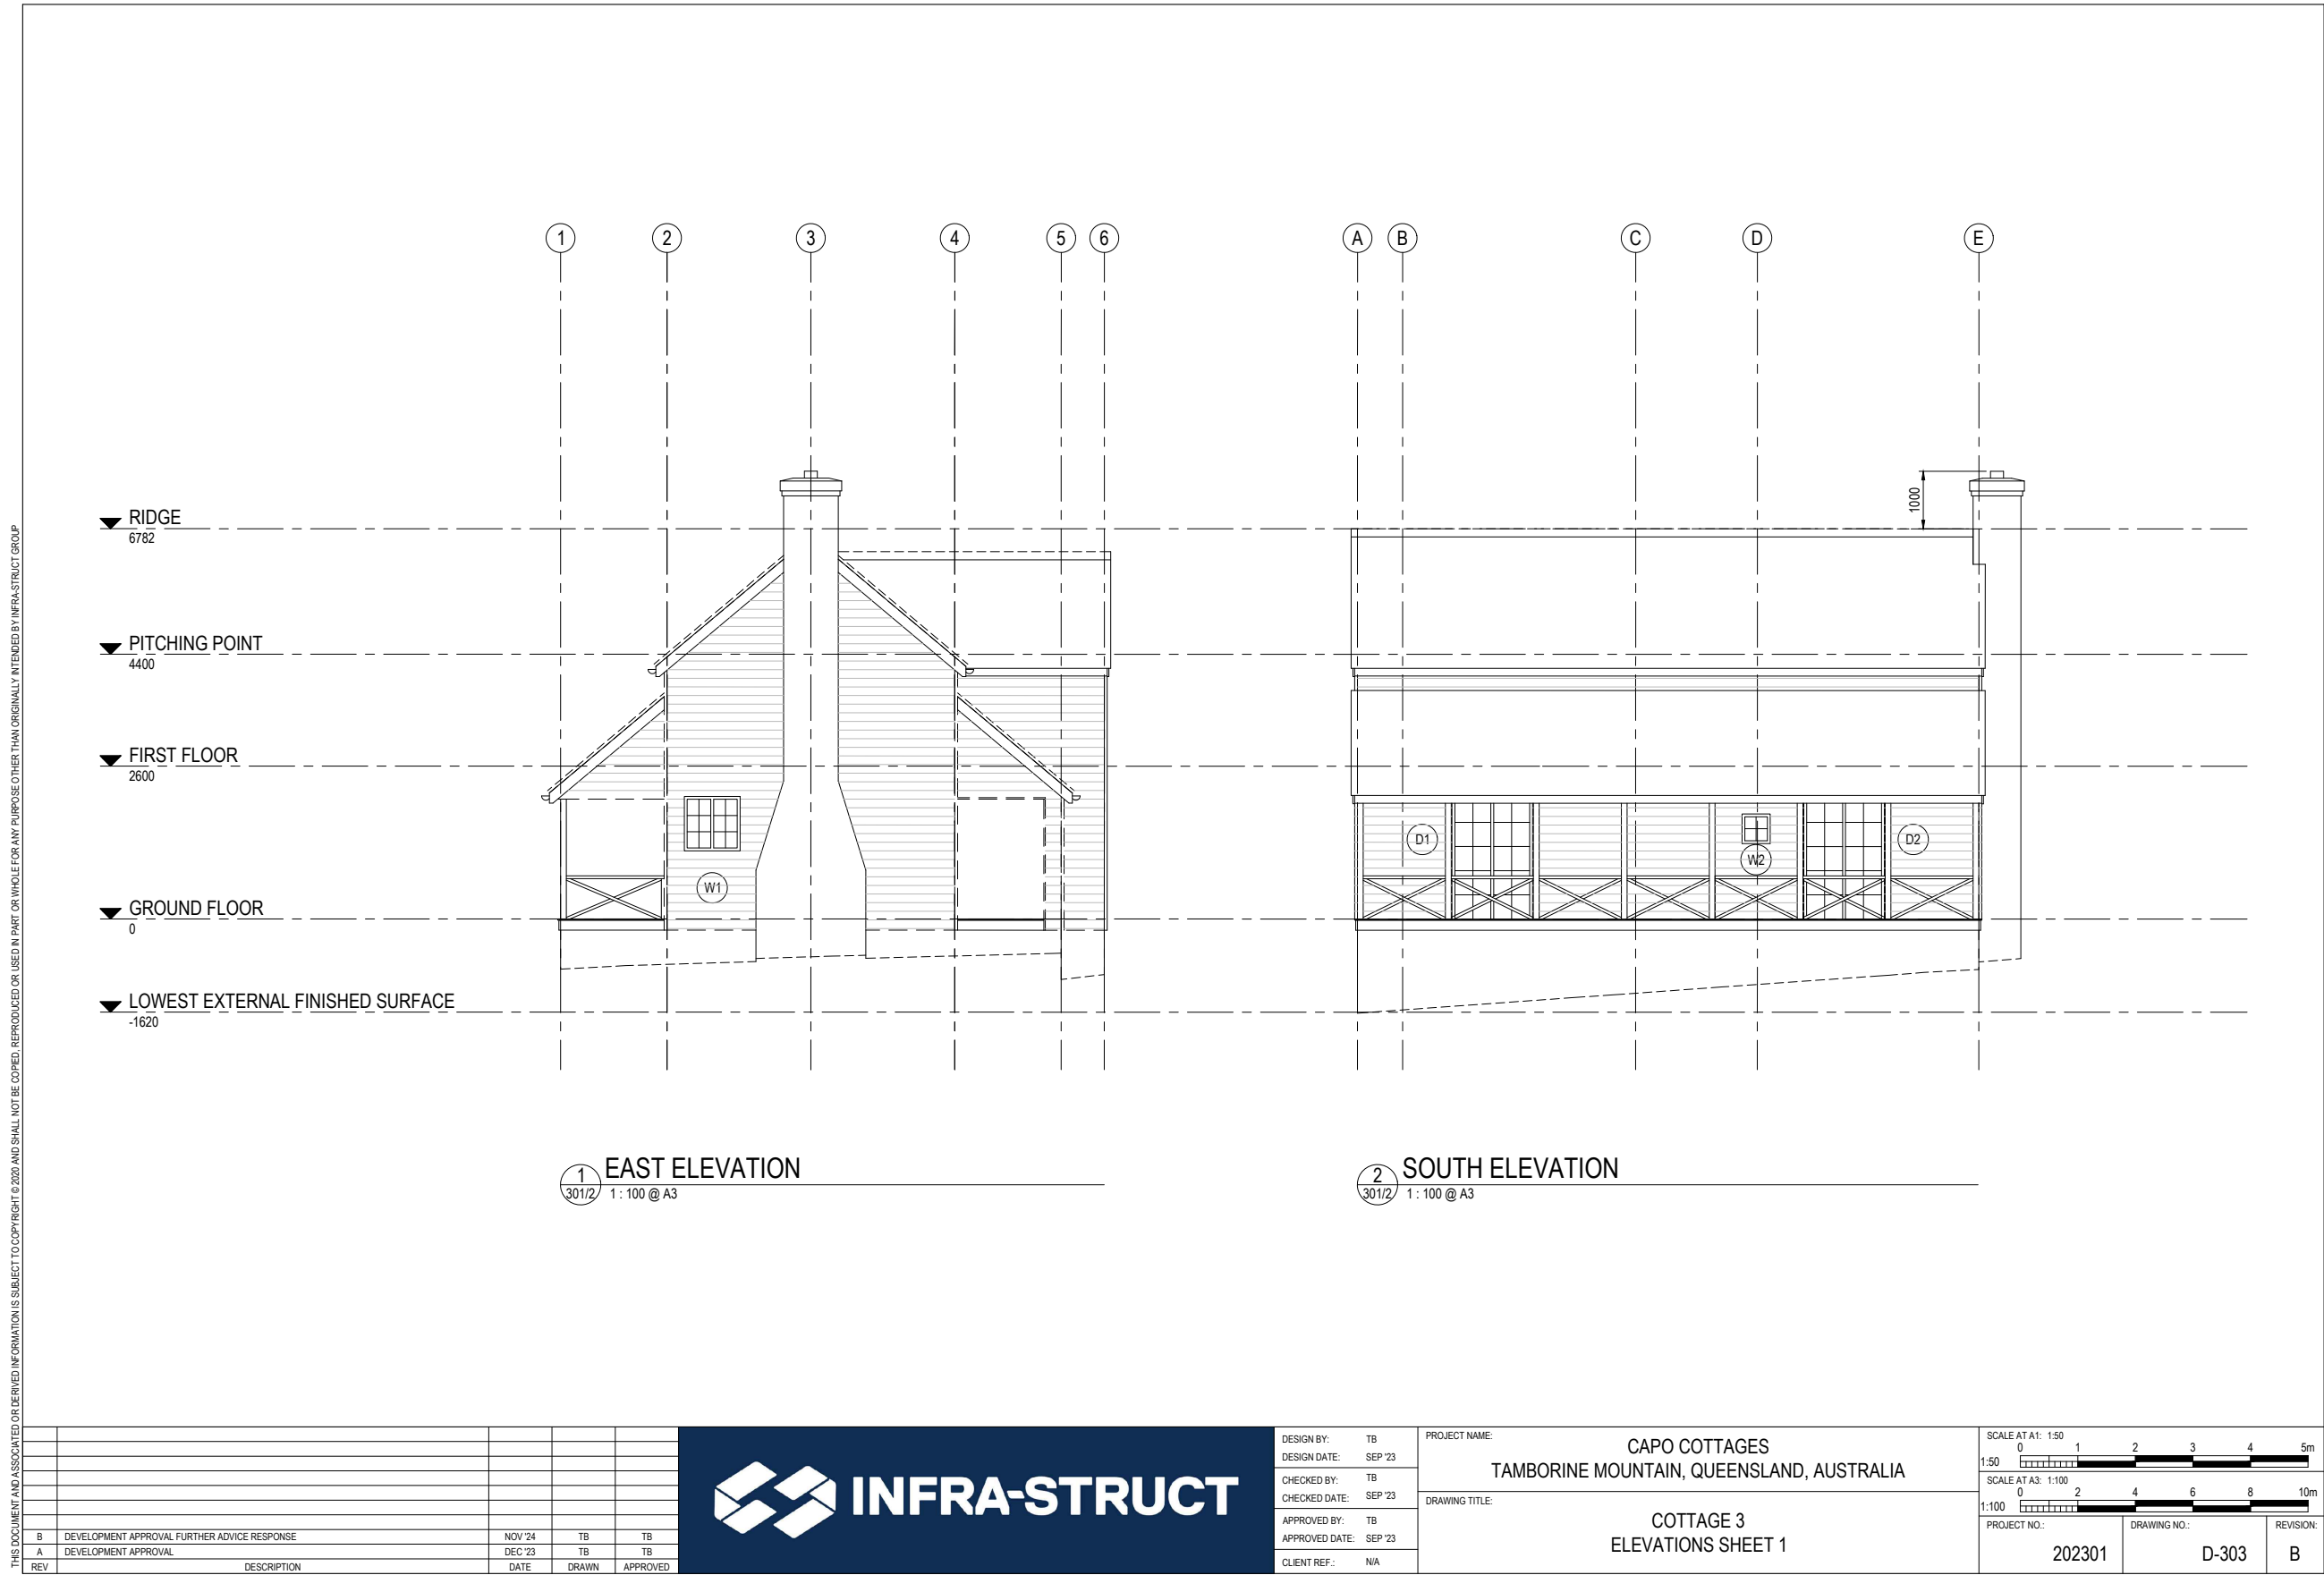 1
2
3
4
5
6
A
B
C
D
E
1000
RIDGE
6782
PITCHING POINT
4400
FIRST FLOOR
2600
D1
D2
W2
W1
GROUND FLOOR
0
LOWEST EXTERNAL FINISHED SURFACE
-1620
1
301/2
EAST ELEVATION
1 : 100 @ A3
2
301/2
SOUTH ELEVATION
1 : 100 @ A3
THIS DOCUMENT AND ASSOCIATED OR DERIVED INFORMATION IS SUBJECT TO COPYRIGHT © 2020 AND SHALL NOT BE COPIED, REPRODUCED OR USED IN PART OR WHOLE FOR ANY PURPOSE OTHER THAN ORIGINALLY INTENDED BY INFRA-STRUCT GROUP
B DEVELOPMENT APPROVAL FURTHER ADVICE RESPONSE NOV '24 TB TB
A DEVELOPMENT APPROVAL DEC '23 TB TB
REV DESCRIPTION DATE DRAWN APPROVED
INFRA-STRUCT
DESIGN BY: TB
DESIGN DATE: SEP '23
CHECKED BY: TB
CHECKED DATE: SEP '23
APPROVED BY: TB
APPROVED DATE: SEP '23
CLIENT REF.: N/A
PROJECT NAME:
CAPO COTTAGES
TAMBORINE MOUNTAIN, QUEENSLAND, AUSTRALIA
DRAWING TITLE:
COTTAGE 3
ELEVATIONS SHEET 1
SCALE AT A1: 1:50
0 1 2 3 4 5m
1:50
SCALE AT A3: 1:100
0 2 4 6 8 10m
1:100
PROJECT NO.:
202301
DRAWING NO.:
D-303
REVISION:
B